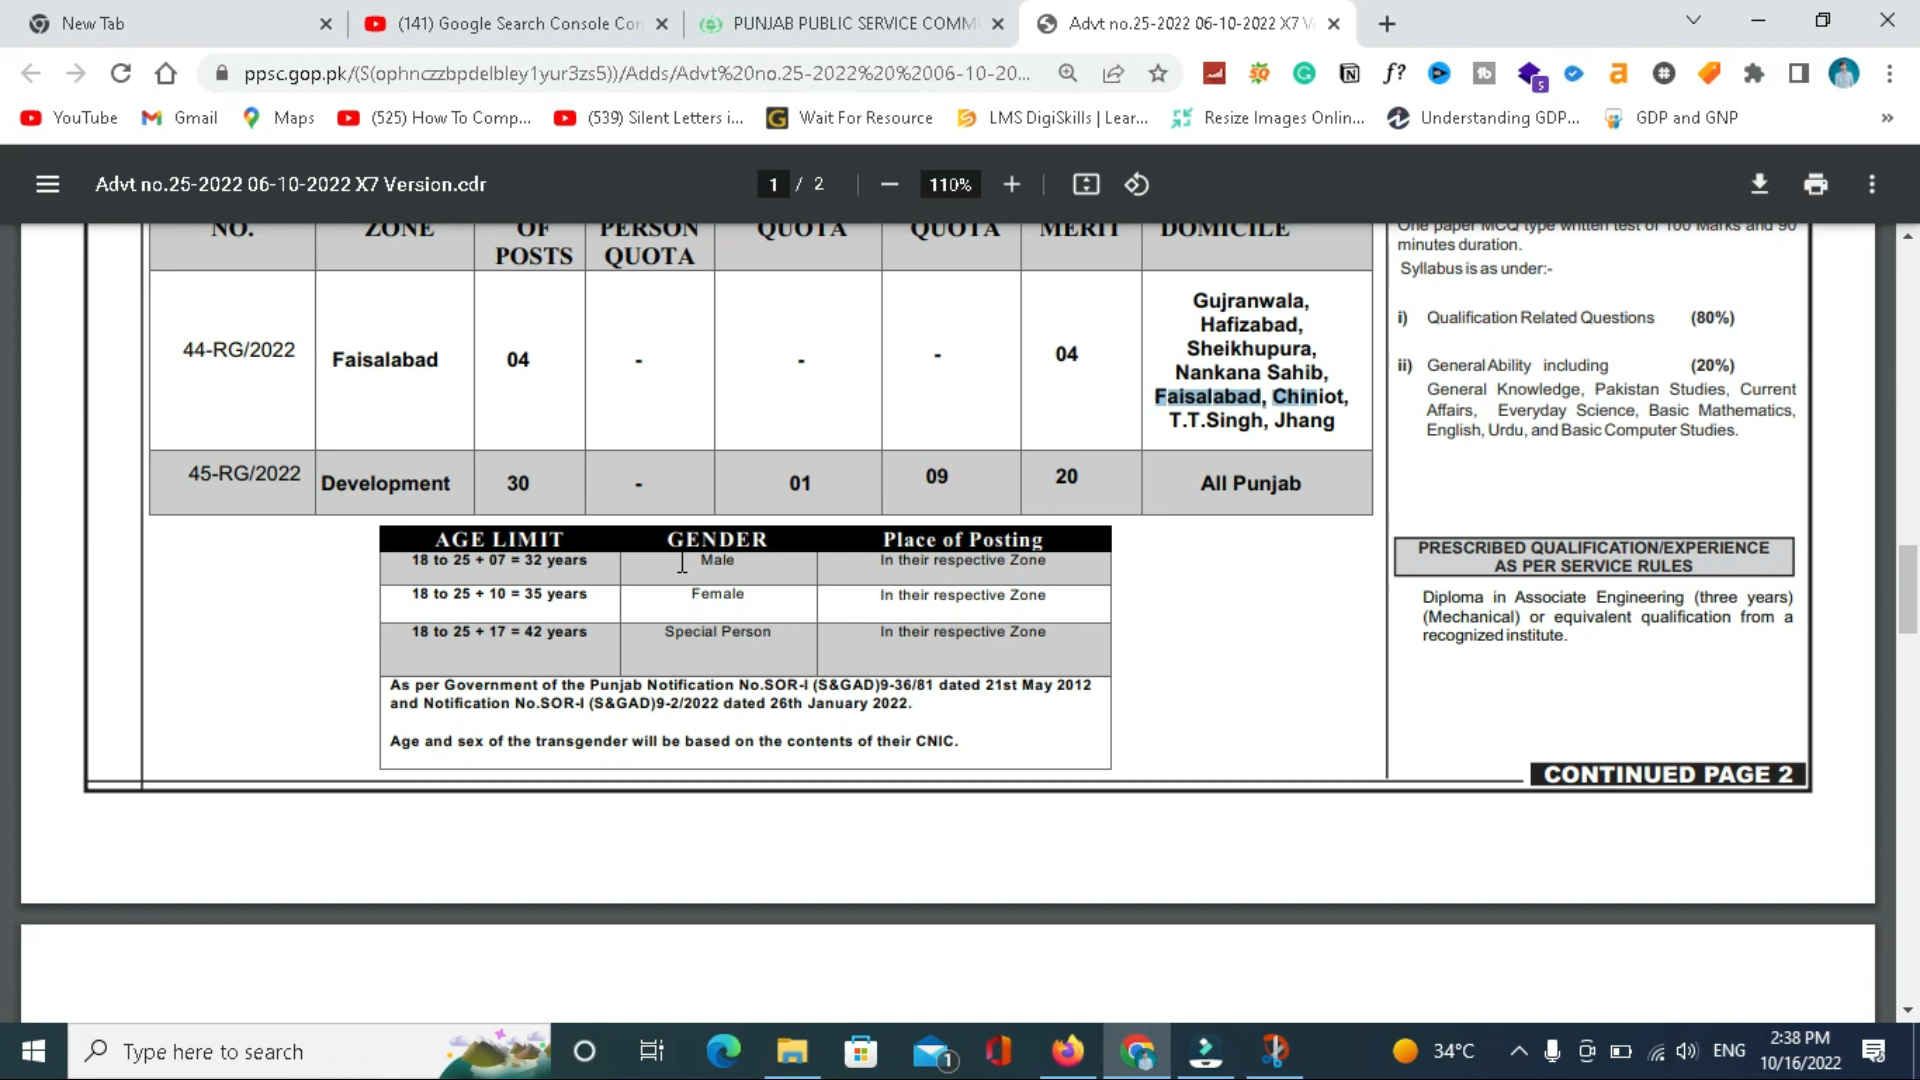 New Tab
(141) Google Search Console Con
PUNJAB PUBLIC SERVICE COMM
Advt no.25-2022 06-10-2022 X7 V
ppsc.gop.pk/(S(ophnczzbpdelbley1yur3zs5))/Adds/Advt%20no.25-2022%20%2006-10-20...
YouTube
Gmail
Maps
(525) How To Comp...
(539) Silent Letters i...
Wait For Resource
LMS DigiSkills | Lear...
Resize Images Onlin...
Understanding GDP...
GDP and GNP
Advt no.25-2022 06-10-2022 X7 Version.cdr
1 / 2
110%
NO. ZONE OF POSTS PERSON QUOTA QUOTA QUOTA MERIT DOMICILE
44-RG/2022 Faisalabad 04 - - - 04
Gujranwala,
Hafizabad,
Sheikhupura,
Nankana Sahib,
Faisalabad, Chiniot,
T.T.Singh, Jhang
45-RG/2022 Development 30 - 01 09 20 All Punjab
AGE LIMIT GENDER Place of Posting
18 to 25 + 07 = 32 years Male In their respective Zone
18 to 25 + 10 = 35 years Female In their respective Zone
18 to 25 + 17 = 42 years Special Person In their respective Zone
As per Government of the Punjab Notification No.SOR-I (S&GAD)9-36/81 dated 21st May 2012
and Notification No.SOR-I (S&GAD)9-2/2022 dated 26th January 2022.
Age and sex of the transgender will be based on the contents of their CNIC.
One paper MCQ type written test of 100 Marks and 90
minutes duration.
Syllabus is as under:-
i) Qualification Related Questions (80%)
ii) General Ability including (20%)
General Knowledge, Pakistan Studies, Current
Affairs, Everyday Science, Basic Mathematics,
English, Urdu, and Basic Computer Studies.
PRESCRIBED QUALIFICATION/EXPERIENCE
AS PER SERVICE RULES
Diploma in Associate Engineering (three years)
(Mechanical) or equivalent qualification from a
recognized institute.
CONTINUED PAGE 2
Type here to search
1
34°C
ENG
2:38 PM
10/16/2022